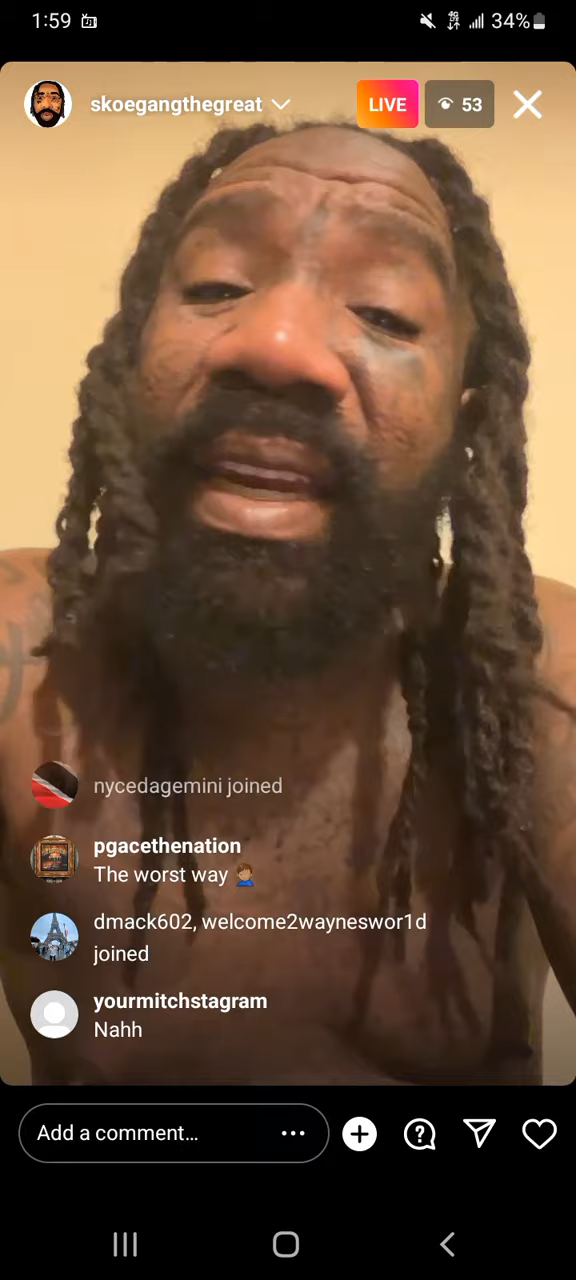 1:59
34%
skoegangthegreat
LIVE
53
nycedagemini joined
pgacethenation
The worst way 🤦🏽‍♂️
dmack602, welcome2wayneswor1d
joined
yourmitchstagram
Nahh
Add a comment...